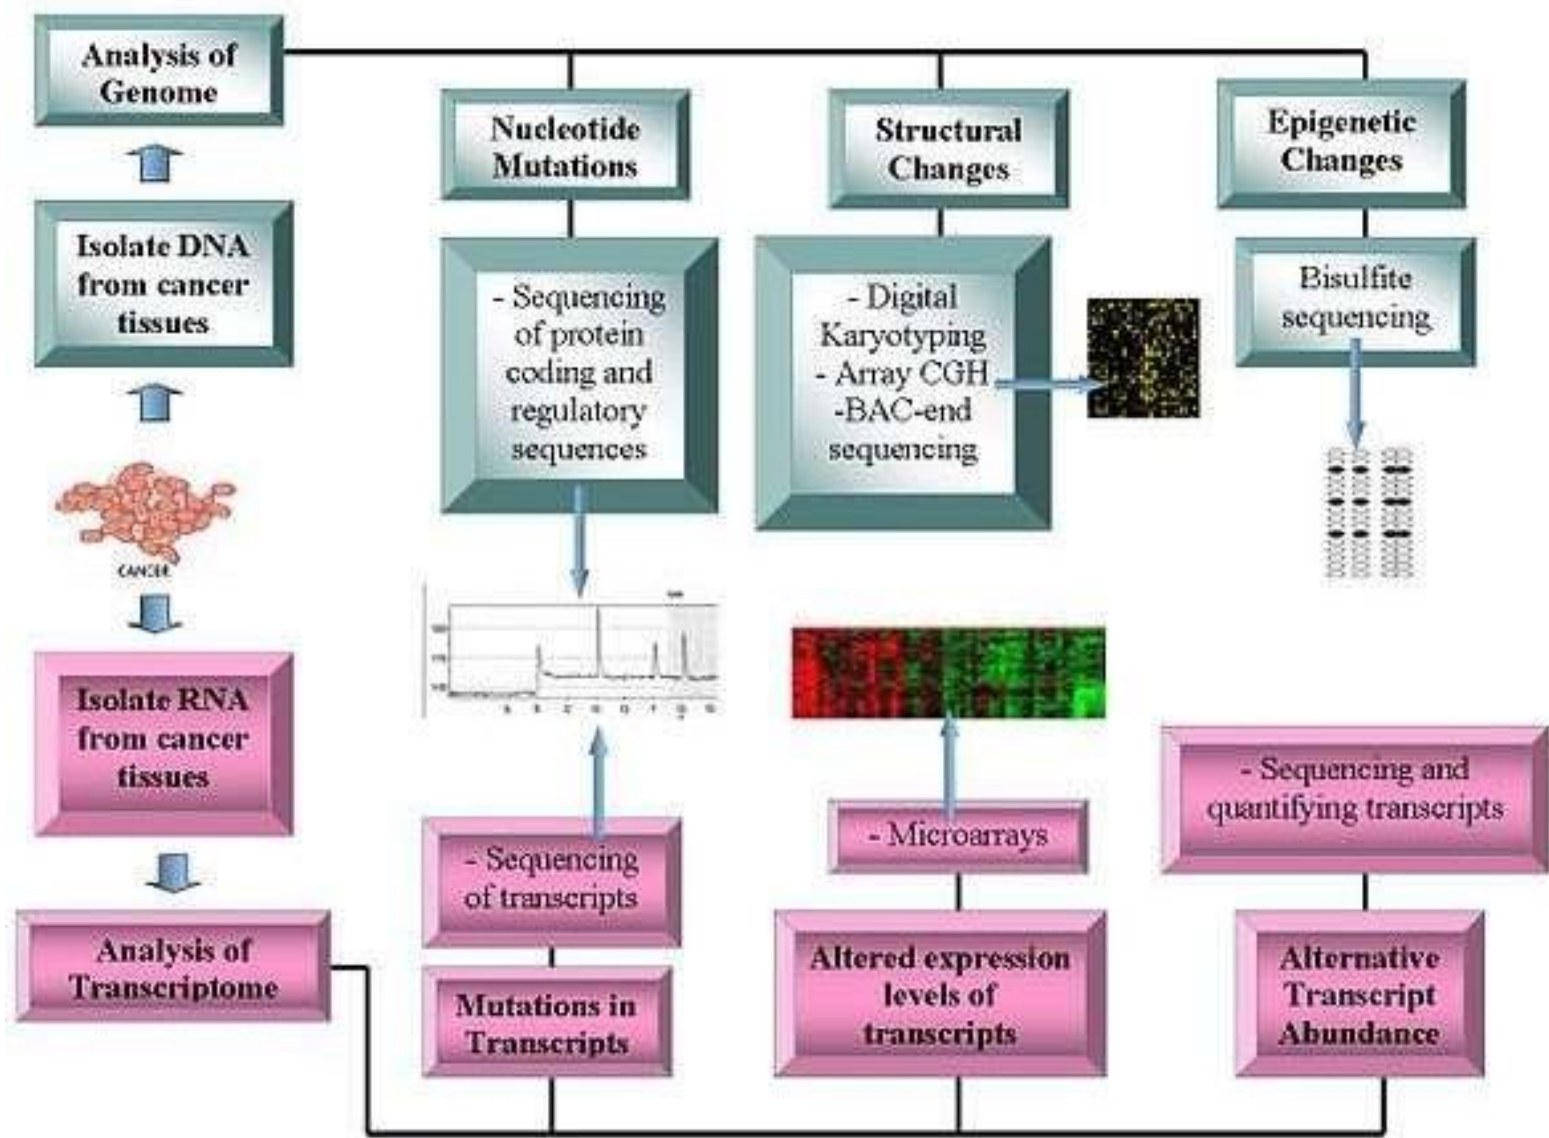 Analysis of
Genome
Nucleotide
Mutations
Structural
Changes
Epigenetic
Changes
Isolate DNA
from cancer
tissues
- Sequencing
of protein
coding and
regulatory
sequences
- Digital
Karyotyping
- Array CGH
-BAC-end
sequencing
Bisulfite
sequencing
CANCER
Isolate RNA
from cancer
tissues
- Sequencing
of transcripts
- Microarrays
- Sequencing and
quantifying transcripts
Analysis of
Transcriptome
Mutations in
Transcripts
Altered expression
levels of
transcripts
Alternative
Transcript
Abundance